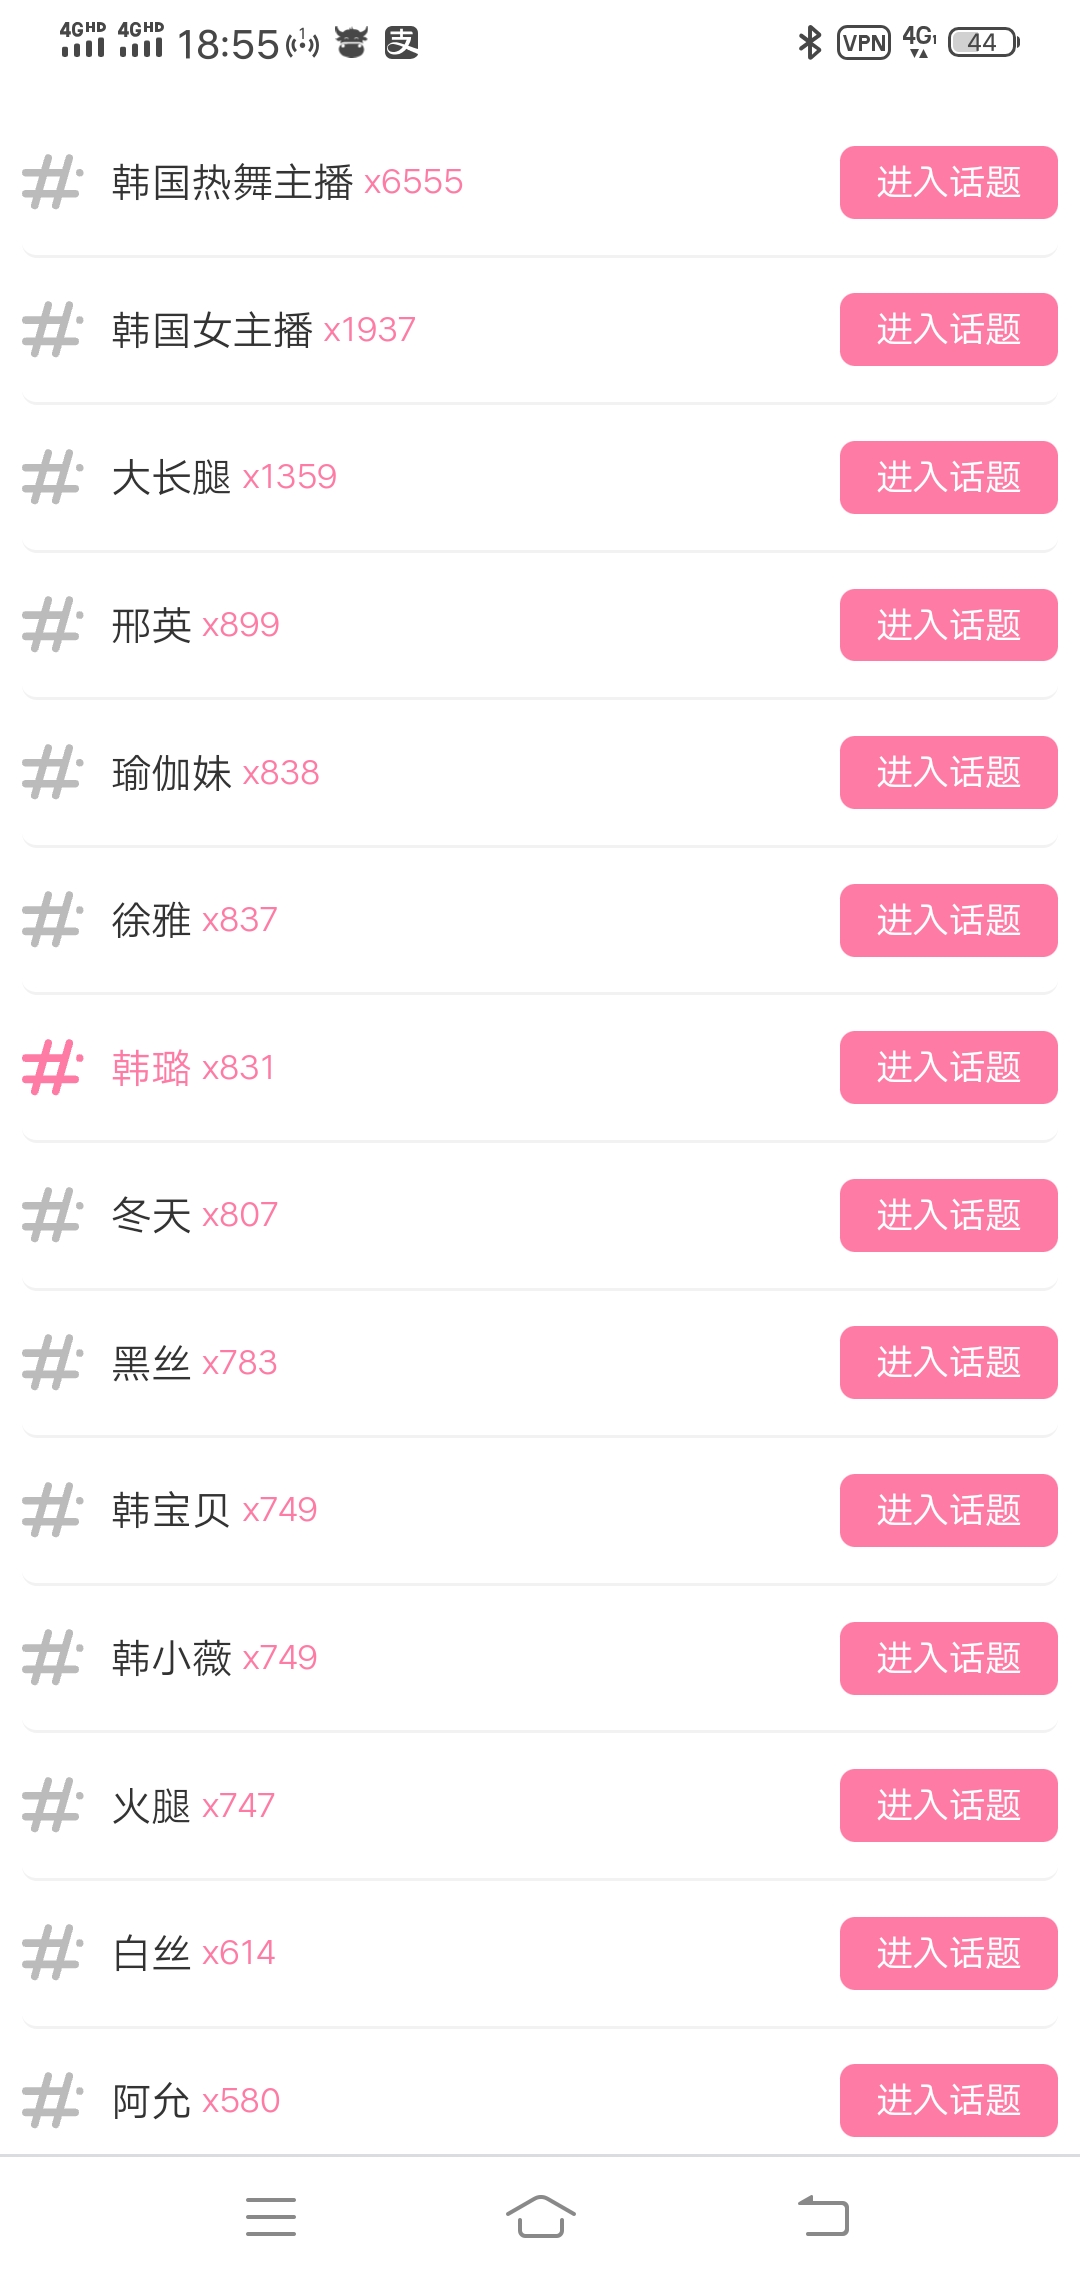 4GHD 4GHD 18:55 1 支 VPN 4G1 44
韩国热舞主播 x6555 进入话题
韩国女主播 x1937 进入话题
大长腿 x1359 进入话题
邢英 x899 进入话题
瑜伽妹 x838 进入话题
徐雅 x837 进入话题
韩璐 x831 进入话题
冬天 x807 进入话题
黑丝 x783 进入话题
韩宝贝 x749 进入话题
韩小薇 x749 进入话题
火腿 x747 进入话题
白丝 x614 进入话题
阿允 x580 进入话题